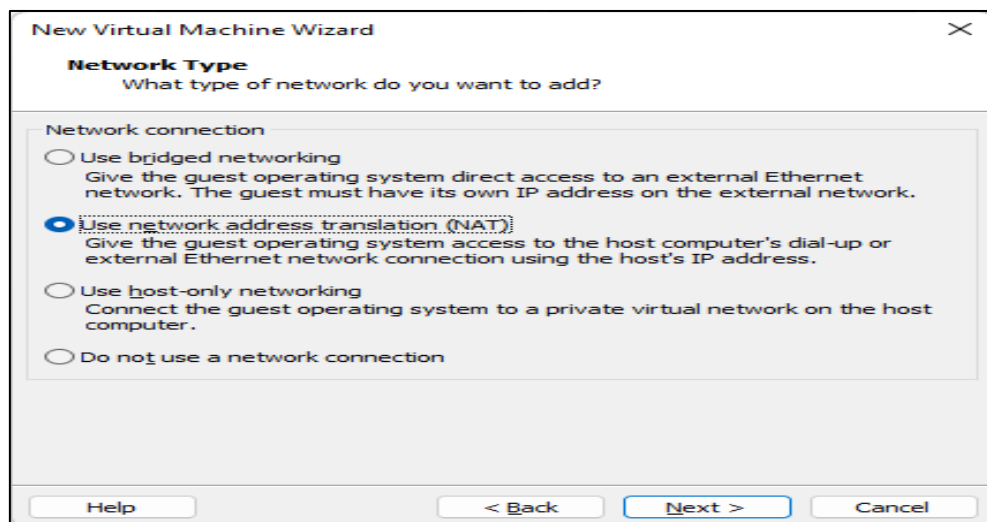 New Virtual Machine Wizard
Network Type
What type of network do you want to add?
Network connection
Use bridged networking
Give the guest operating system direct access to an external Ethernet
network. The guest must have its own IP address on the external network.
Use network address translation (NAT)
Give the guest operating system access to the host computer's dial-up or
external Ethernet network connection using the host's IP address.
Use host-only networking
Connect the guest operating system to a private virtual network on the host
computer.
Do not use a network connection
Help < Back Next > Cancel